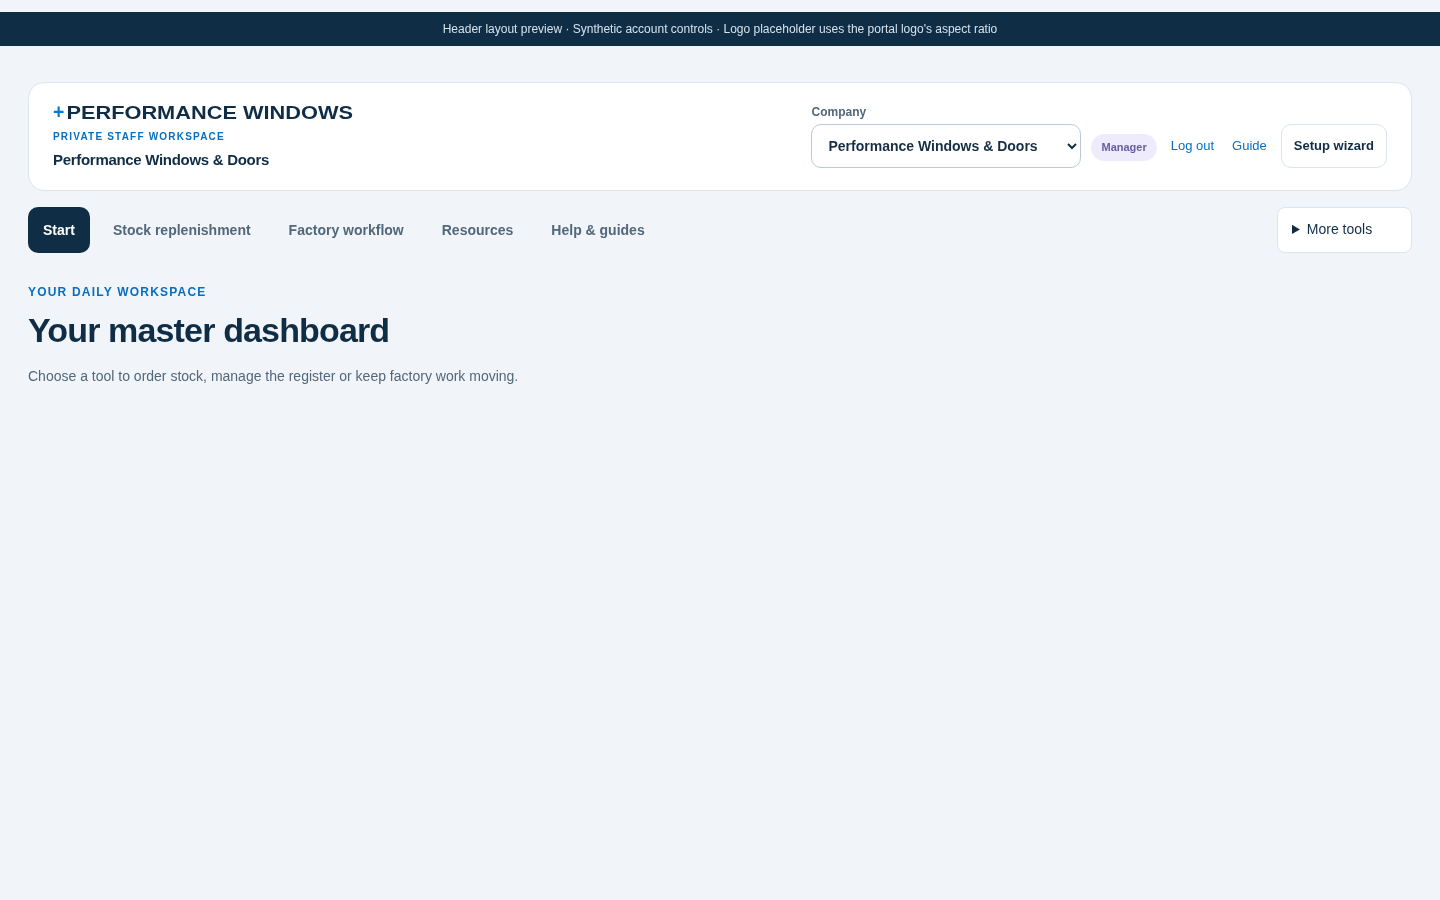 Header layout preview · Synthetic account controls · Logo placeholder uses the portal logo's aspect ratio
+PERFORMANCE WINDOWS
PRIVATE STAFF WORKSPACE
Performance Windows & Doors
Company
Performance Windows & Doors
Manager
Log out
Guide
Setup wizard
Start
Stock replenishment
Factory workflow
Resources
Help & guides
More tools
YOUR DAILY WORKSPACE
Your master dashboard
Choose a tool to order stock, manage the register or keep factory work moving.